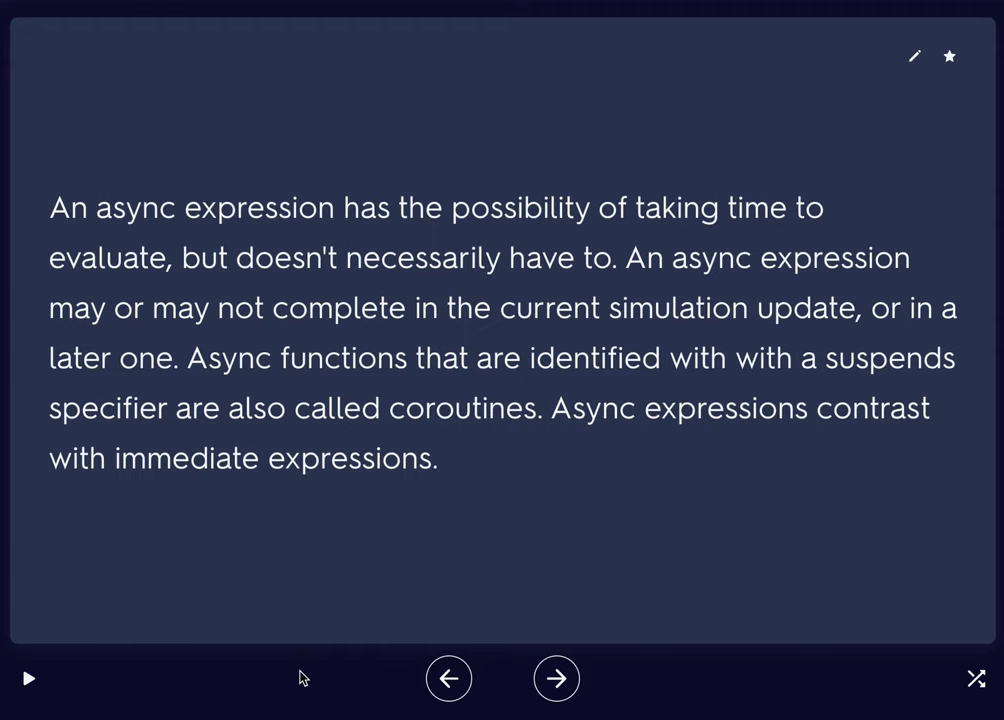 An async expression has the possibility of taking time to
evaluate, but doesn't necessarily have to. An async expression
may or may not complete in the current simulation update, or in a
later one. Async functions that are identified with with a suspends
specifier are also called coroutines. Async expressions contrast
with immediate expressions.